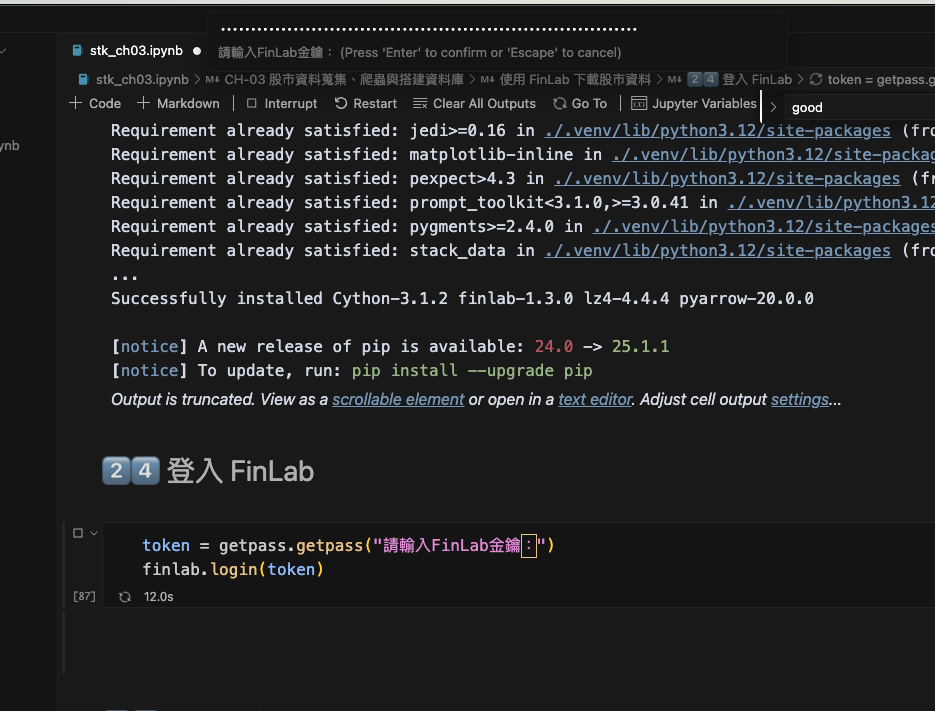 ••••••••••••••••••••••••••••••••••••••••••••••••••••••••••••••••
stk_ch03.ipynb ●
請輸入FinLab金鑰： (Press 'Enter' to confirm or 'Escape' to cancel)
stk_ch03.ipynb > M↓ CH-03 股市資料蒐集、爬蟲與搭建資料庫 > M↓ 使用 FinLab 下載股市資料 > M↓ 2️⃣4️⃣ 登入 FinLab > token = getpass.g
+ Code + Markdown | Interrupt Restart Clear All Outputs Go To | Jupyter Variables > good
ynb
Requirement already satisfied: jedi>=0.16 in ./.venv/lib/python3.12/site-packages (fro
Requirement already satisfied: matplotlib-inline in ./.venv/lib/python3.12/site-packag
Requirement already satisfied: pexpect>4.3 in ./.venv/lib/python3.12/site-packages (fr
Requirement already satisfied: prompt_toolkit<3.1.0,>=3.0.41 in ./.venv/lib/python3.12
Requirement already satisfied: pygments>=2.4.0 in ./.venv/lib/python3.12/site-packages
Requirement already satisfied: stack_data in ./.venv/lib/python3.12/site-packages (fro
...
Successfully installed Cython-3.1.2 finlab-1.3.0 lz4-4.4.4 pyarrow-20.0.0
[notice] A new release of pip is available: 24.0 -> 25.1.1
[notice] To update, run: pip install --upgrade pip
Output is truncated. View as a scrollable element or open in a text editor. Adjust cell output settings...
2️⃣4️⃣ 登入 FinLab
token = getpass.getpass("請輸入FinLab金鑰：")
finlab.login(token)
[87] 12.0s